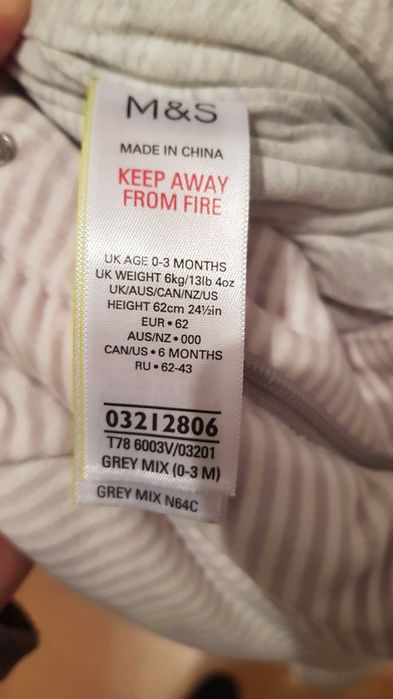 M&S
MADE IN CHINA
KEEP AWAY
FROM FIRE
UK AGE 0-3 MONTHS
UK WEIGHT 6kg/13lb 4oz
UK/AUS/CAN/NZ/US
HEIGHT 62cm 24½in
EUR • 62
AUS/NZ • 000
CAN/US • 6 MONTHS
RU • 62-43
03212806
T78 6003V/03201
GREY MIX (0-3 M)
GREY MIX N64C